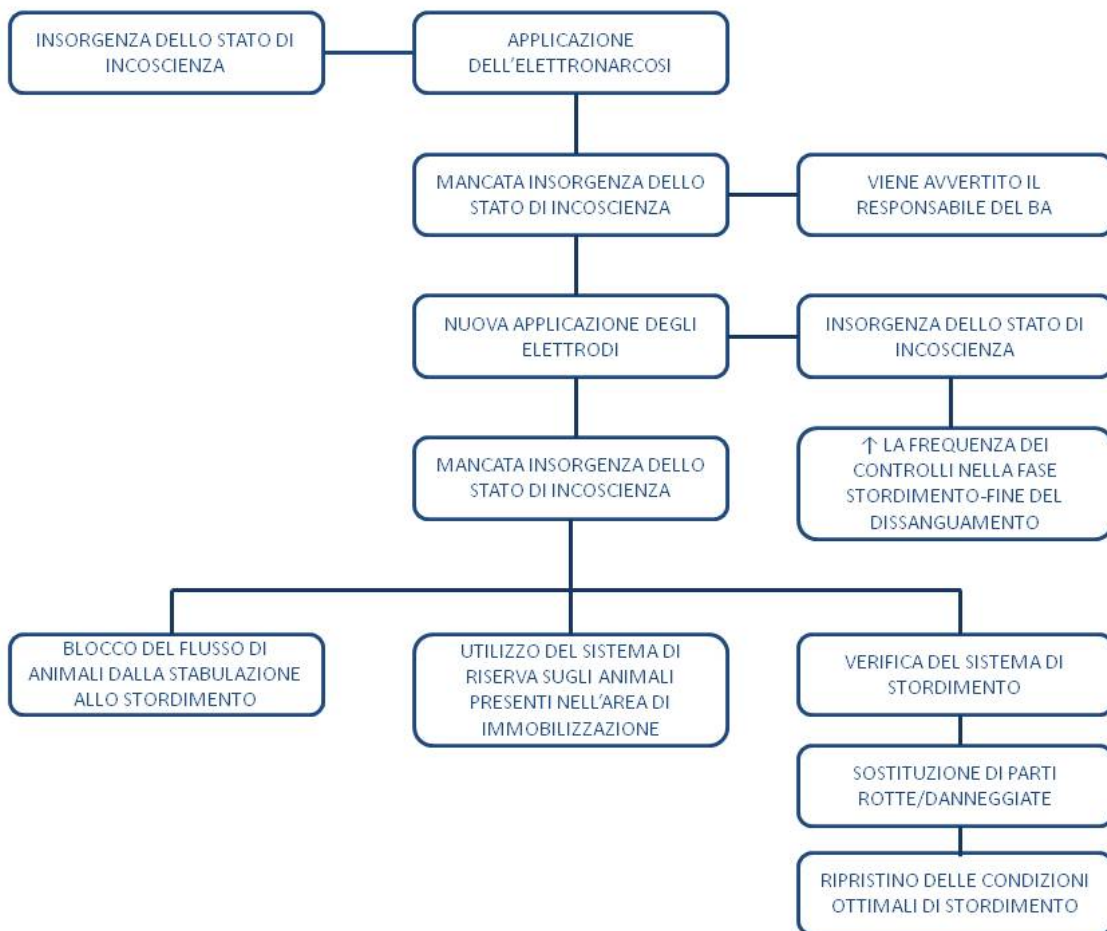 INSORGENZA DELLO STATO DI
INCOSCIENZA
APPLICAZIONE
DELL'ELETTRONARCOSI
MANCATA INSORGENZA DELLO
STATO DI INCOSCIENZA
VIENE AVVERTITO IL
RESPONSABILE DEL BA
NUOVA APPLICAZIONE DEGLI
ELETTRODI
INSORGENZA DELLO STATO DI
INCOSCIENZA
MANCATA INSORGENZA DELLO
STATO DI INCOSCIENZA
↑ LA FREQUENZA DEI
CONTROLLI NELLA FASE
STORDIMENTO-FINE DEL
DISSANGUAMENTO
BLOCCO DEL FLUSSO DI
ANIMALI DALLA STABULAZIONE
ALLO STORDIMENTO
UTILIZZO DEL SISTEMA DI
RISERVA SUGLI ANIMALI
PRESENTI NELL'AREA DI
IMMOBILIZZAZIONE
VERIFICA DEL SISTEMA DI
STORDIMENTO
SOSTITUZIONE DI PARTI
ROTTE/DANNEGGIATE
RIPRISTINO DELLE CONDIZIONI
OTTIMALI DI STORDIMENTO